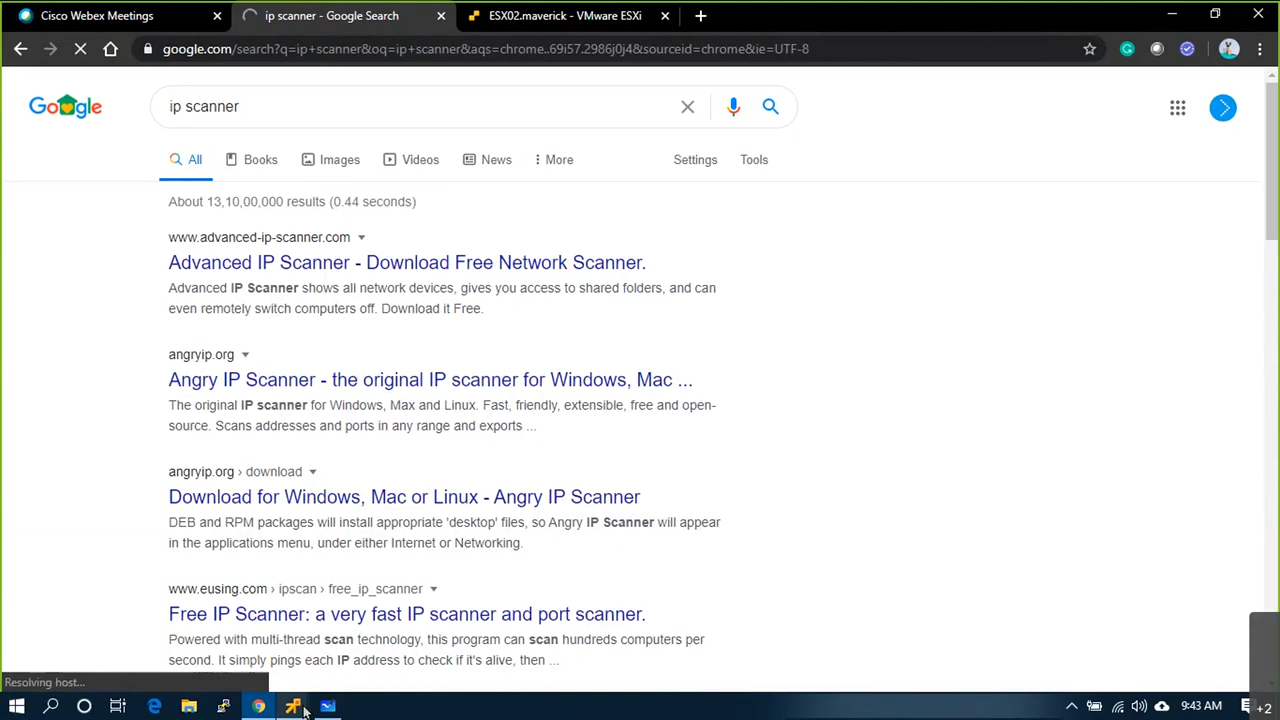 Cisco Webex Meetings
ip scanner - Google Search
ESX02.maverick - VMware ESXi
google.com/search?q=ip+scanner&oq=ip+scanner&aqs=chrome..69i57.2986j0j4&sourceid=chrome&ie=UTF-8
Google
ip scanner
All
Books
Images
Videos
News
More
Settings
Tools
About 13,10,00,000 results (0.44 seconds)
www.advanced-ip-scanner.com
Advanced IP Scanner - Download Free Network Scanner.
Advanced IP Scanner shows all network devices, gives you access to shared folders, and can
even remotely switch computers off. Download it Free.
angryip.org
Angry IP Scanner - the original IP scanner for Windows, Mac ...
The original IP scanner for Windows, Max and Linux. Fast, friendly, extensible, free and open-
source. Scans addresses and ports in any range and exports ...
angryip.org › download
Download for Windows, Mac or Linux - Angry IP Scanner
DEB and RPM packages will install appropriate 'desktop' files, so Angry IP Scanner will appear
in the applications menu, under either Internet or Networking.
www.eusing.com › ipscan › free_ip_scanner
Free IP Scanner: a very fast IP scanner and port scanner.
Powered with multi-thread scan technology, this program can scan hundreds computers per
second. It simply pings each IP address to check if it's alive, then ...
Resolving host...
9:43 AM
+2